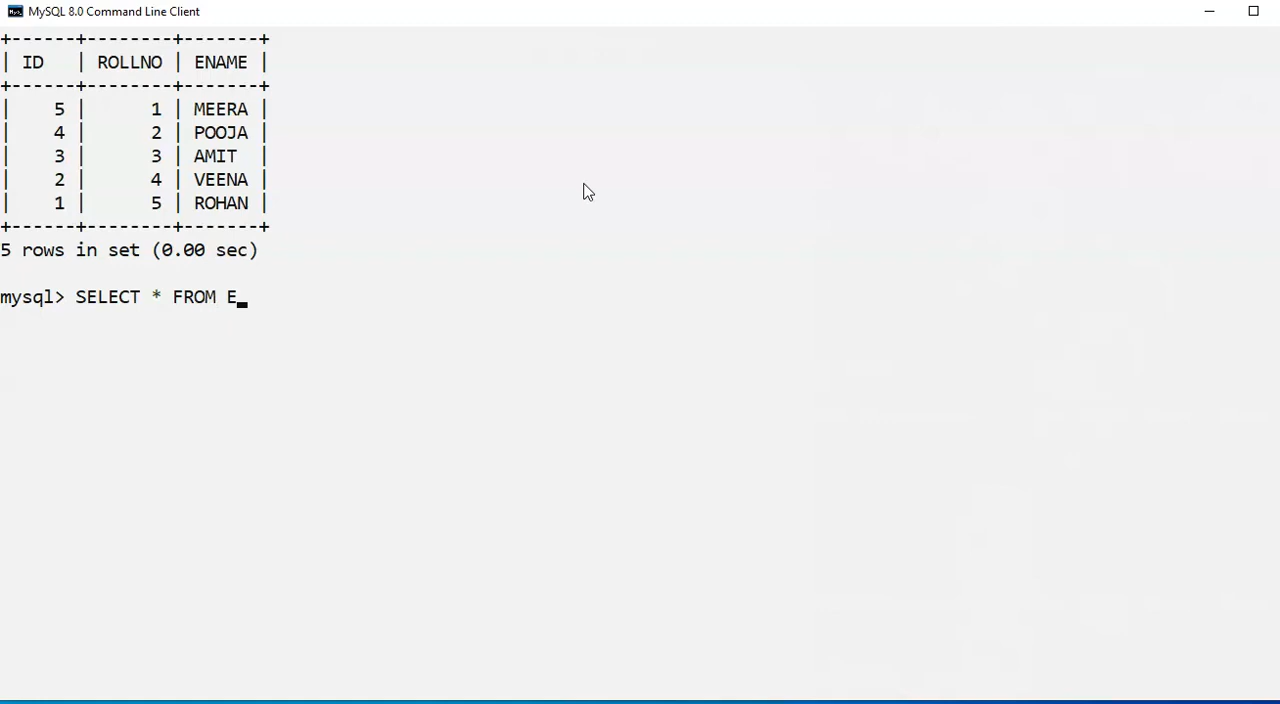 MySQL 8.0 Command Line Client
+------+--------+-------+
| ID   | ROLLNO | ENAME |
+------+--------+-------+
|    5 |      1 | MEERA |
|    4 |      2 | POOJA |
|    3 |      3 | AMIT  |
|    2 |      4 | VEENA |
|    1 |      5 | ROHAN |
+------+--------+-------+
5 rows in set (0.00 sec)
mysql> SELECT * FROM E_